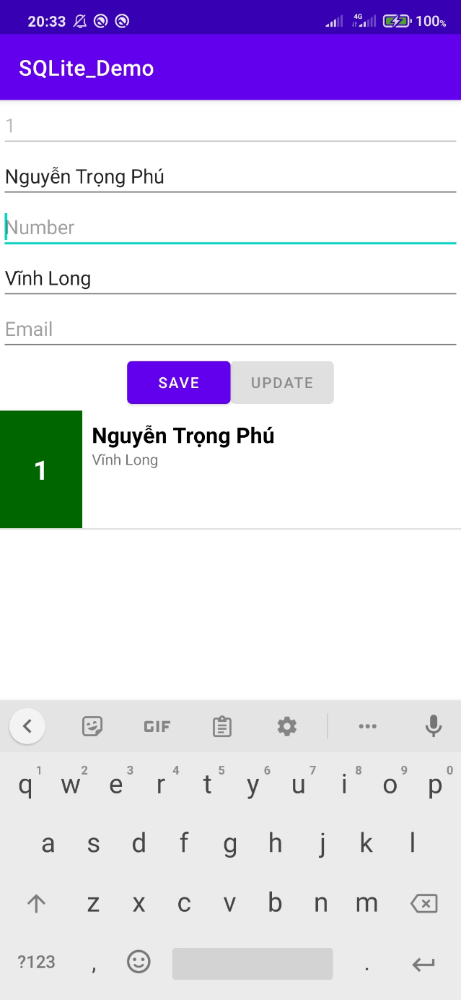 20:33 4G 100%
SQLite_Demo
1
Nguyễn Trọng Phú
Number
Vĩnh Long
Email
SAVE UPDATE
1 Nguyễn Trọng Phú
Vĩnh Long
GIF
1 2 3 4 5 6 7 8 9 0
q w e r t y u i o p
a s d f g h j k l
z x c v b n m
?123 , .